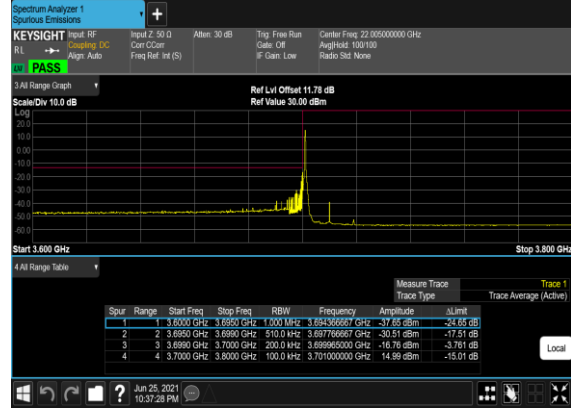 Spectrum Analyzer 1
Spurious Emissions
+
KEYSIGHT Input: RF Input Z: 50 Ω Atten: 30 dB Trig: Free Run Center Freq: 22.005000000 GHz
RL Coupling: DC Corr CCorr Gate: Off Avg|Hold: 100/100
Align: Auto Freq Ref: Int (S) IF Gain: Low Radio Std: None
PASS
3 All Range Graph Ref Lvl Offset 11.78 dB
Scale/Div 10.0 dB Ref Value 30.00 dBm
Log
20.0
10.0
0.00
-10.0
-20.0
-30.0
-40.0
-50.0
-60.0
Start 3.600 GHz Stop 3.800 GHz
4 All Range Table
Measure Trace Trace 1
Trace Type Trace Average (Active)
Spur Range Start Freq Stop Freq RBW Frequency Amplitude ΔLimit
1 1 3.6000 GHz 3.6950 GHz 1.000 MHz 3.694366667 GHz -37.65 dBm -24.65 dB
2 2 3.6950 GHz 3.6990 GHz 510.0 kHz 3.697766667 GHz -30.51 dBm -17.51 dB
3 3 3.6990 GHz 3.7000 GHz 200.0 kHz 3.699965000 GHz -16.76 dBm -3.761 dB
4 4 3.7000 GHz 3.8000 GHz 100.0 kHz 3.701000000 GHz 14.99 dBm -15.01 dB
Local
? Jun 25, 2021
10:37:28 PM